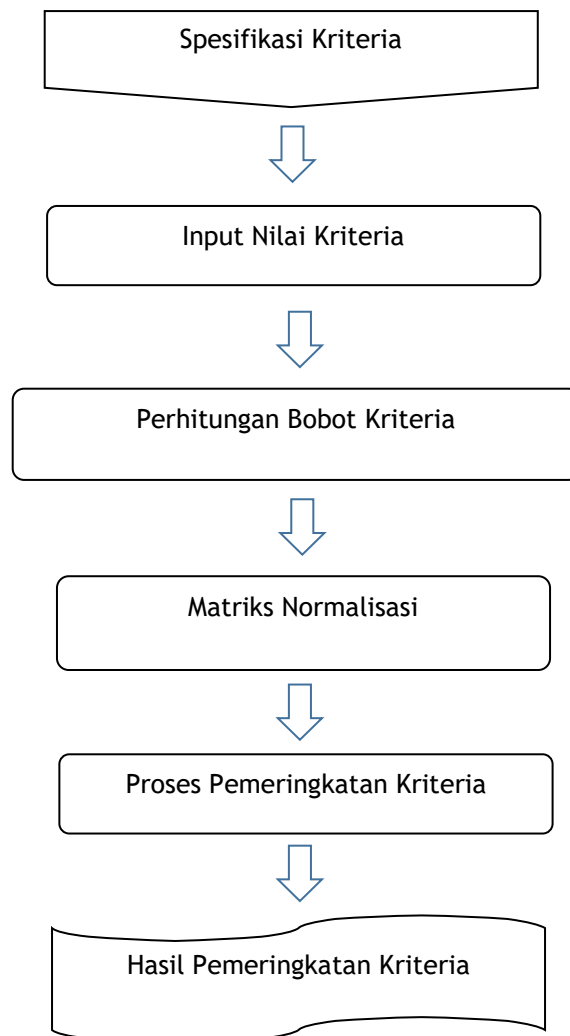 Spesifikasi Kriteria
Input Nilai Kriteria
Perhitungan Bobot Kriteria
Matriks Normalisasi
Proses Pemeringkatan Kriteria
Hasil Pemeringkatan Kriteria